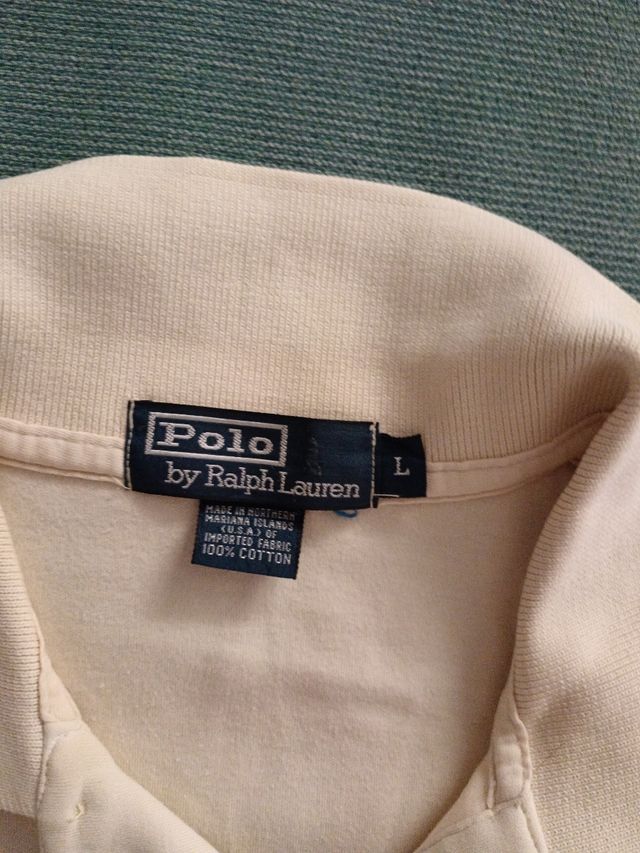 Polo
by Ralph Lauren
L
MADE IN NORTHERN
MARIANA ISLANDS
(U.S.A.) OF
IMPORTED FABRIC
100% COTTON